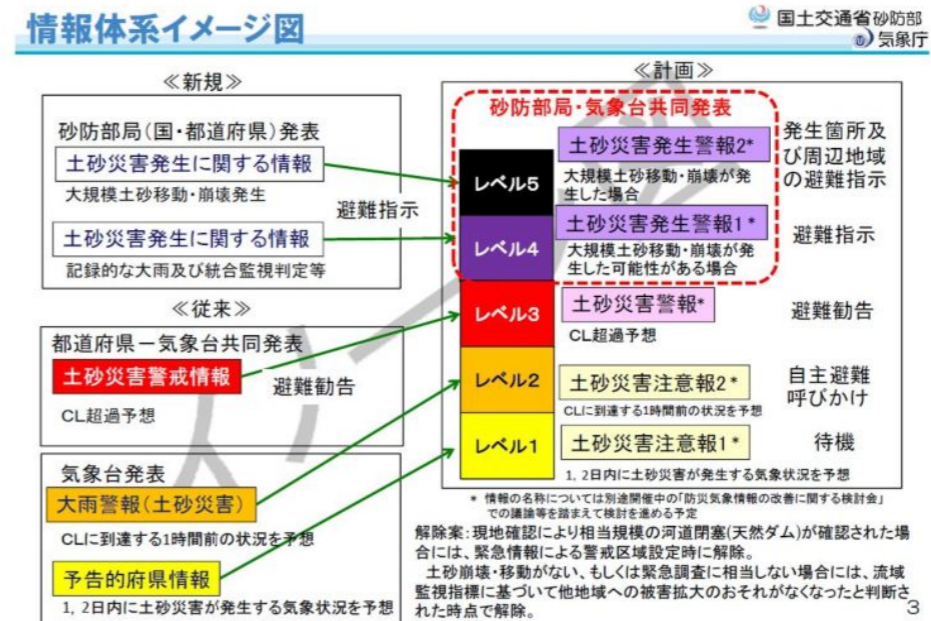 情報体系イメージ図
国土交通省砂防部
気象庁
≪新規≫
砂防部局(国・都道府県)発表
土砂災害発生に関する情報
大規模土砂移動・崩壊発生
避難指示
土砂災害発生に関する情報
記録的な大雨及び統合監視判定等
≪従来≫
都道府県－気象台共同発表
土砂災害警戒情報
避難勧告
CL超過予想
気象台発表
大雨警報(土砂災害)
CLに到達する1時間前の状況を予想
予告的府県情報
1, 2日内に土砂災害が発生する気象状況を予想
≪計画≫
砂防部局・気象台共同発表
レベル5
土砂災害発生警報2*
大規模土砂移動・崩壊が発
生した場合
発生箇所及
び周辺地域
の避難指示
レベル4
土砂災害発生警報1*
大規模土砂移動・崩壊が発
生した可能性がある場合
避難指示
レベル3
土砂災害警報*
CL超過予想
避難勧告
レベル2
土砂災害注意報2*
CLに到達する1時間前の状況を予想
自主避難
呼びかけ
レベル1
土砂災害注意報1*
1, 2日内に土砂災害が発生する気象状況を予想
待機
* 情報の名称については別途開催中の「防災気象情報の改善に関する検討会」
での議論等を踏まえて検討を進める予定
解除案:現地確認により相当規模の河道閉塞(天然ダム)が確認された場
合には、緊急情報による警戒区域設定時に解除。
土砂崩壊・移動がない、もしくは緊急調査に相当しない場合には、流域
監視指標に基づいて他地域への被害拡大のおそれがなくなったと判断さ
れた時点で解除。
3